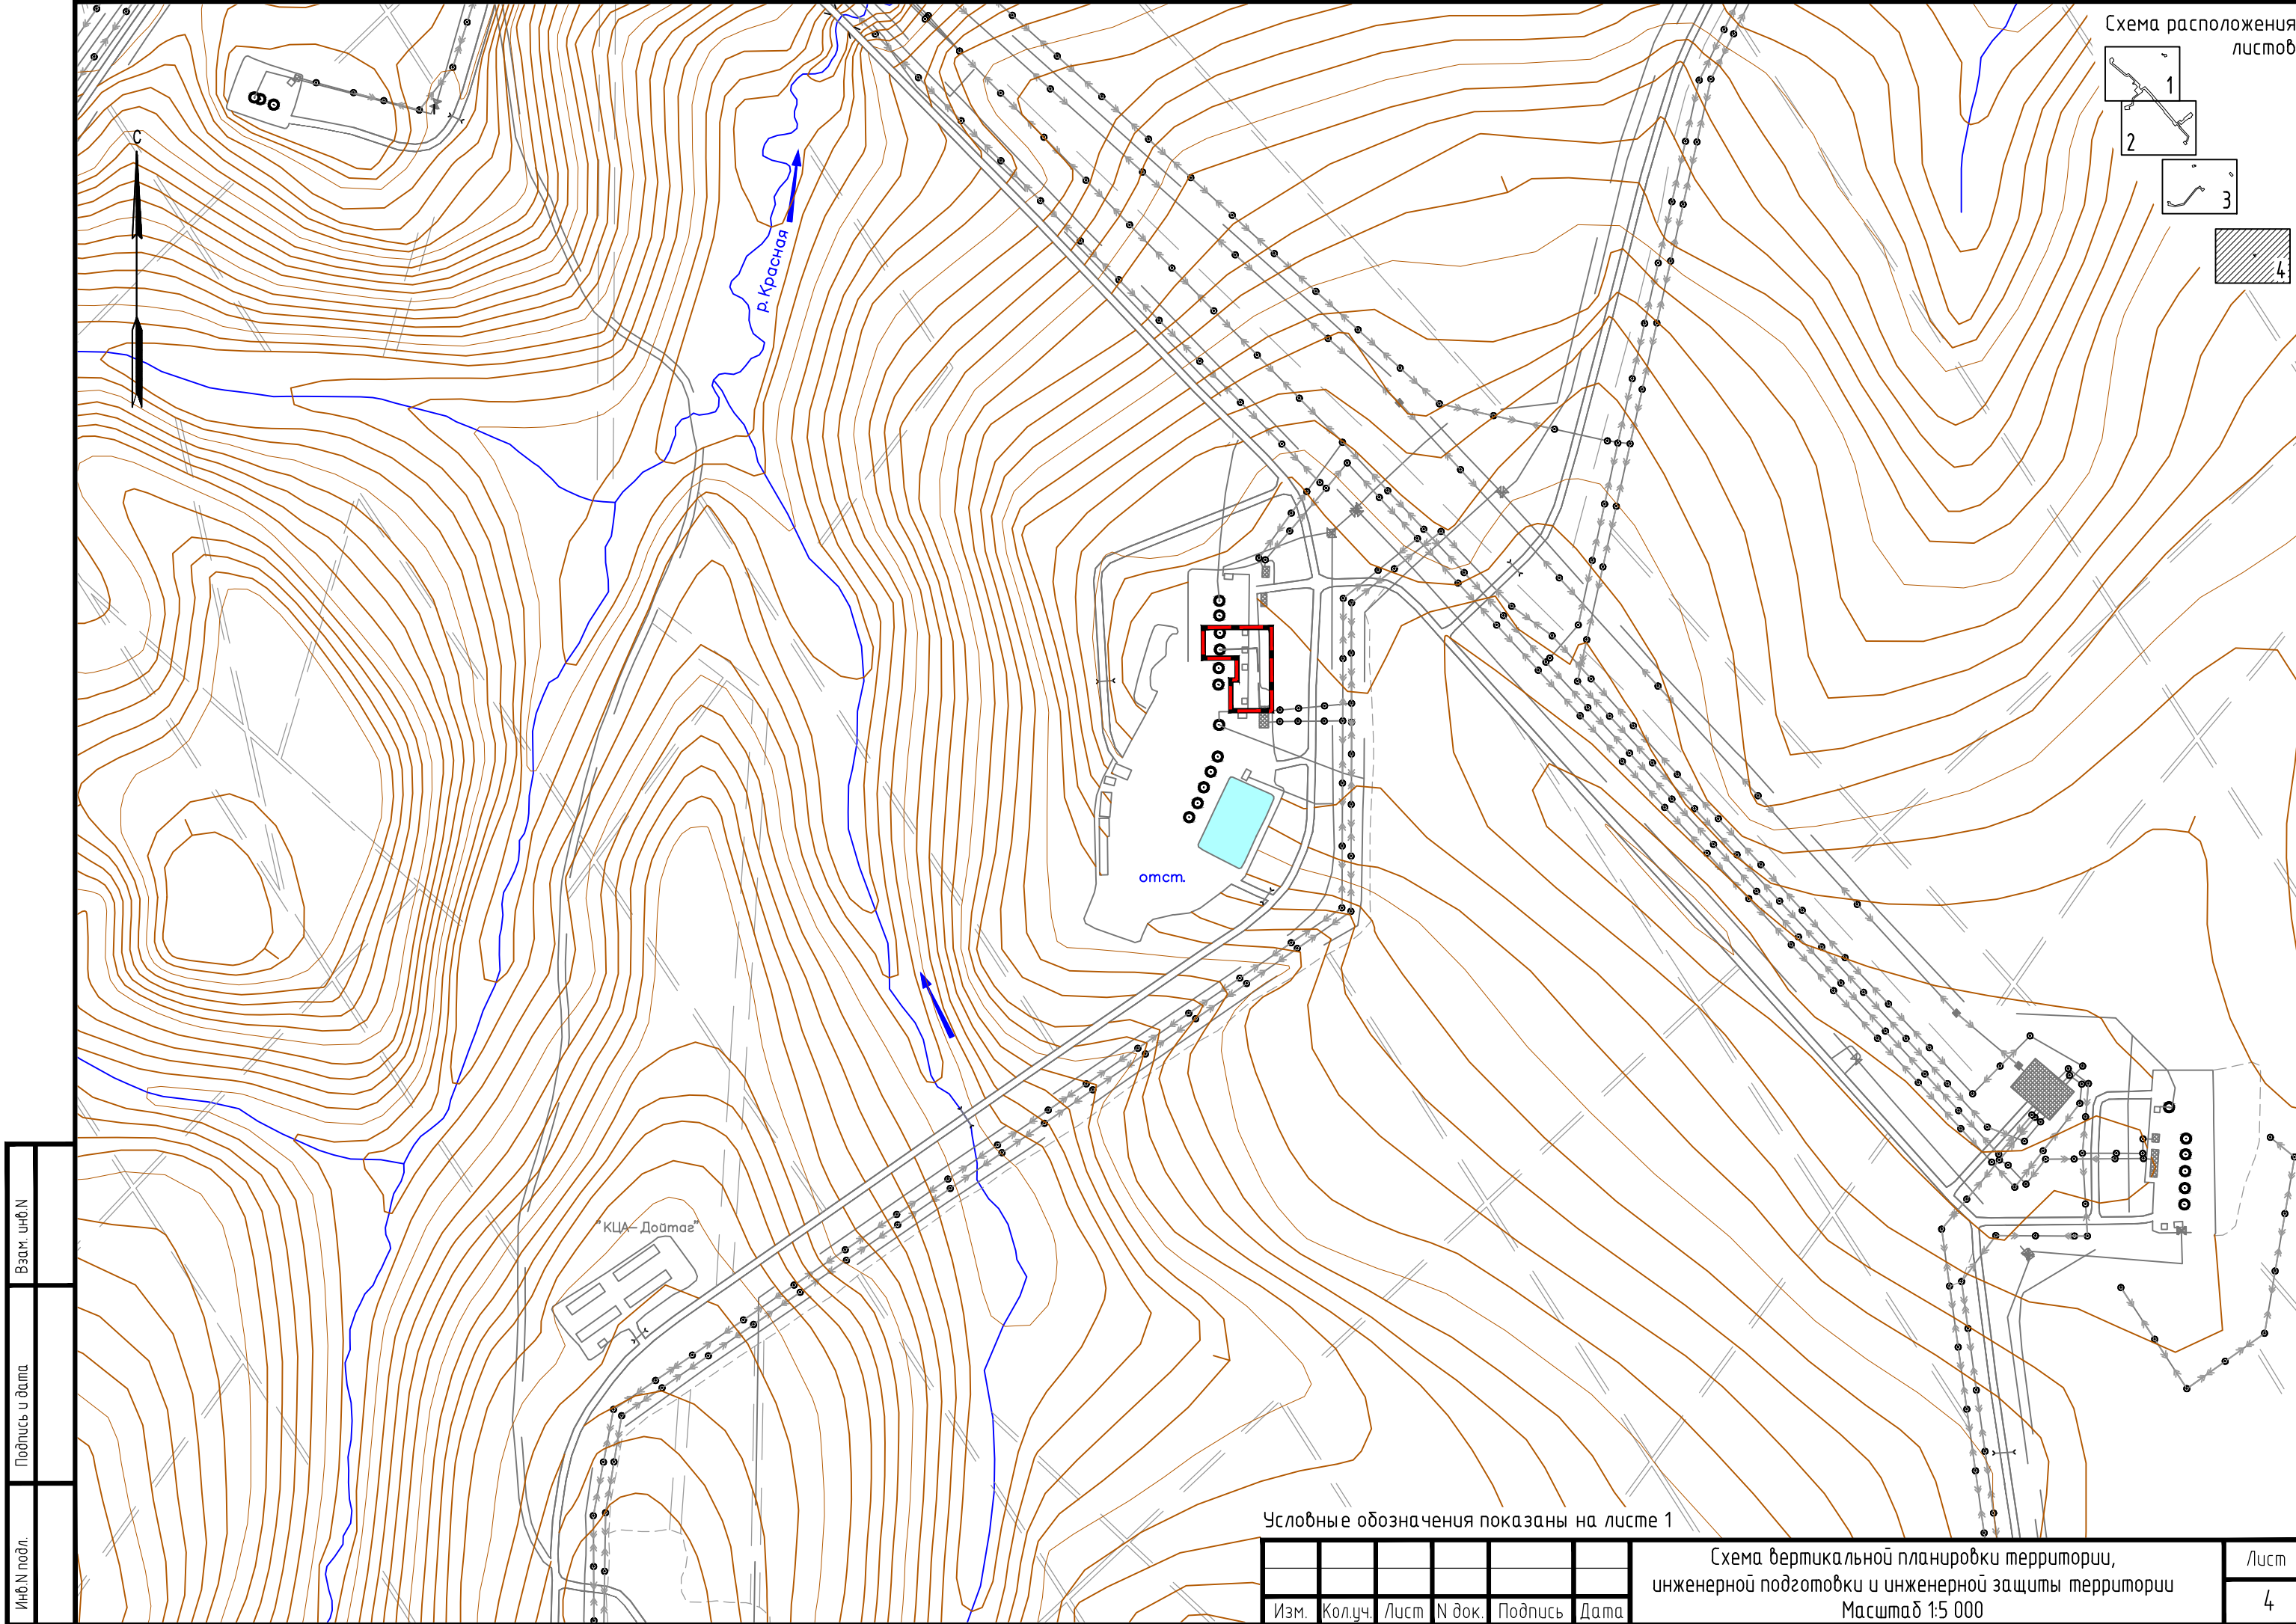 Схема расположения
листов
1
2
3
4
С
р. Красная
отст.
"КЦА-Дойтаг"
Взам. инв.N
Подпись и дата
Инв.N подл.
Условные обозначения показаны на листе 1
Изм. Кол.уч. Лист N док. Подпись Дата
Схема вертикальной планировки территории,
инженерной подготовки и инженерной защиты территории
Масштаб 1:5 000
Лист
4